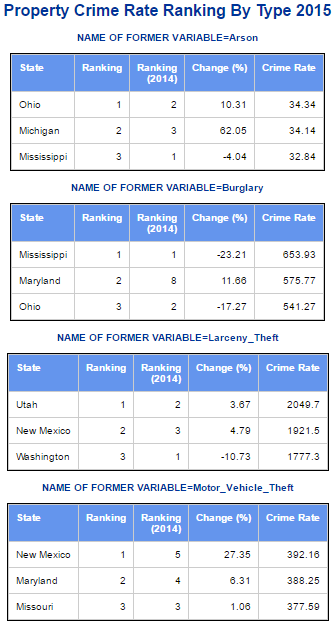 Property Crime Rate Ranking By Type 2015
NAME OF FORMER VARIABLE=Arson
State Ranking Ranking Change (%) Crime Rate
(2014)
Ohio 1 2 10.31 34.34
Michigan 2 3 62.05 34.14
Mississippi 3 1 -4.04 32.84
NAME OF FORMER VARIABLE=Burglary
State Ranking Ranking Change (%) Crime Rate
(2014)
Mississippi 1 1 -23.21 653.93
Maryland 2 8 11.66 575.77
Ohio 3 2 -17.27 541.27
NAME OF FORMER VARIABLE=Larceny_Theft
State Ranking Ranking Change (%) Crime Rate
(2014)
Utah 1 2 3.67 2049.7
New Mexico 2 3 4.79 1921.5
Washington 3 1 -10.73 1777.3
NAME OF FORMER VARIABLE=Motor_Vehicle_Theft
State Ranking Ranking Change (%) Crime Rate
(2014)
New Mexico 1 5 27.35 392.16
Maryland 2 4 6.31 388.25
Missouri 3 3 1.06 377.59